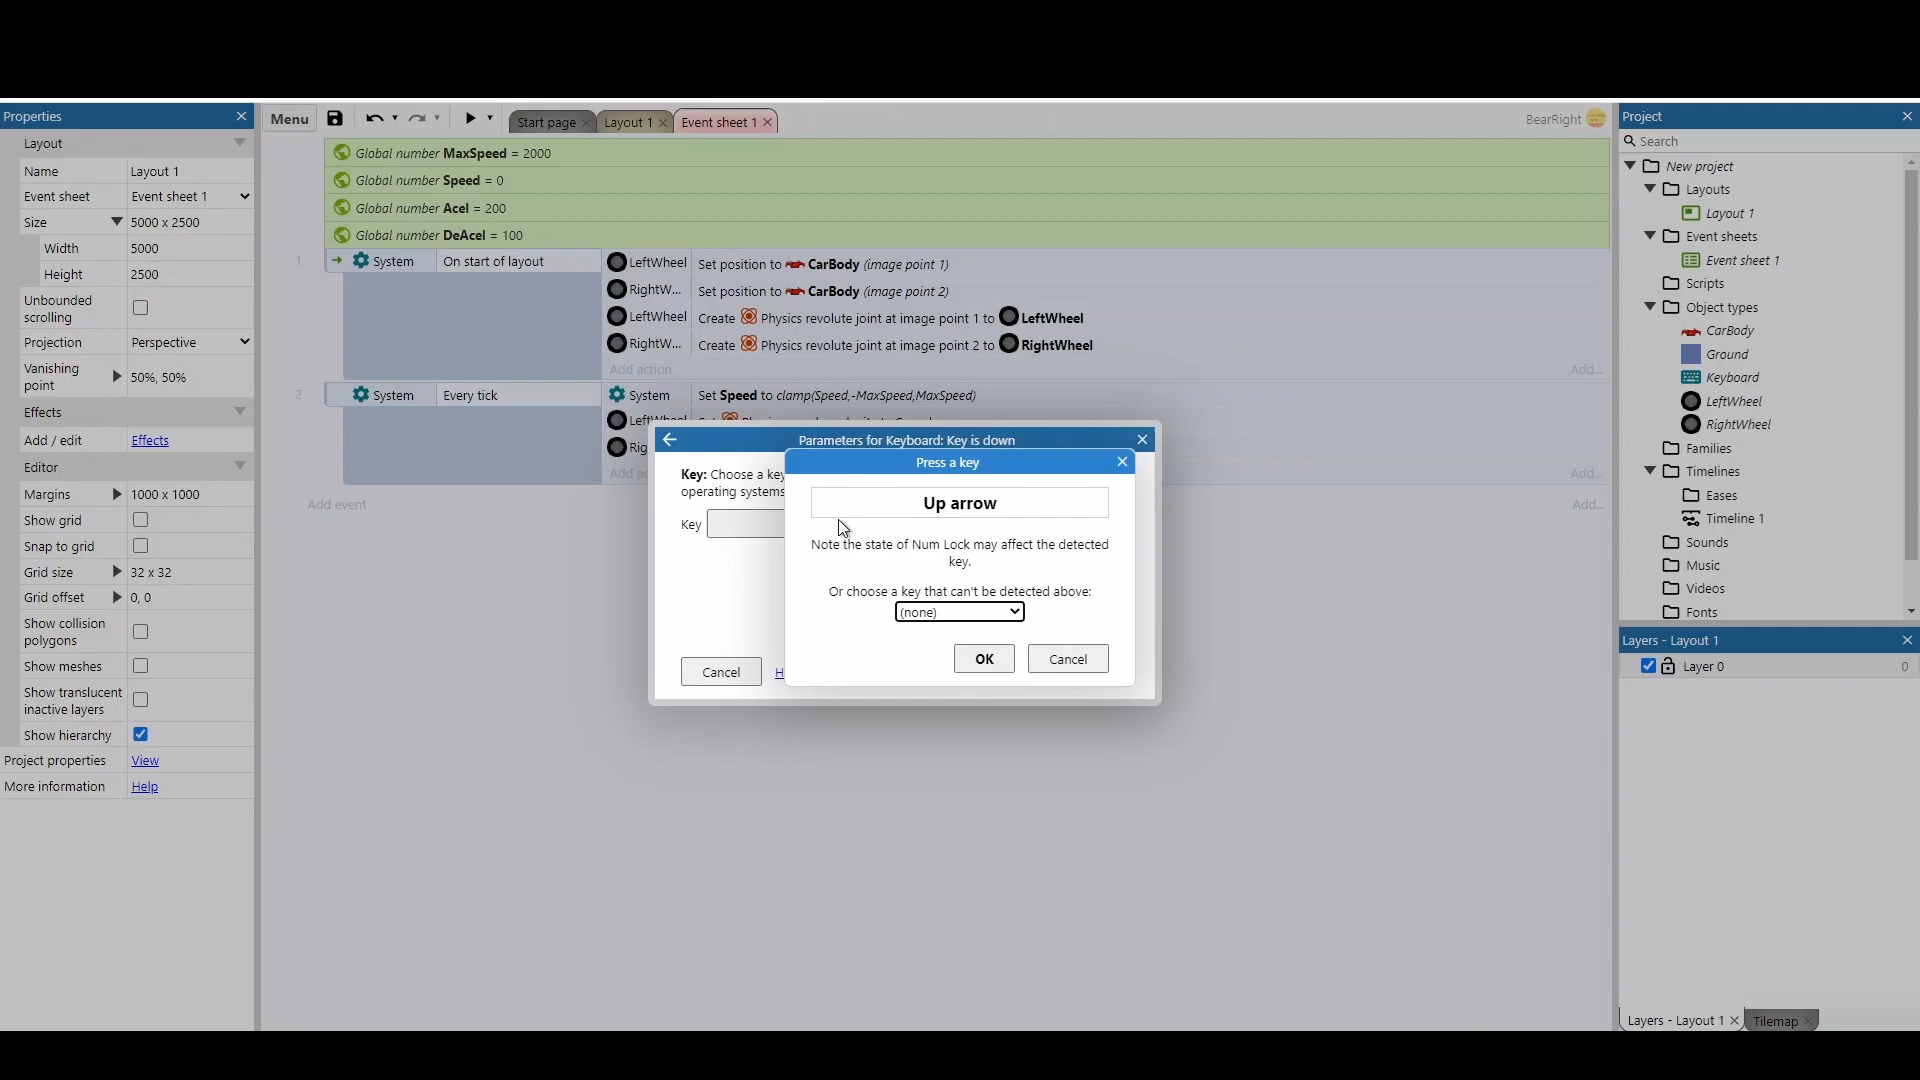 Properties
Layout
Name Layout 1
Event sheet Event sheet 1
Size 5000 x 2500
Width 5000
Height 2500
Unbounded
scrolling
Projection Perspective
Vanishing
point 50%, 50%
Effects
Add / edit Effects
Editor
Margins 1000 x 1000
Show grid
Snap to grid
Grid size 32 x 32
Grid offset 0, 0
Show collision
polygons
Show meshes
Show translucent
inactive layers
Show hierarchy
Project properties View
More information Help
Menu
Start page
Layout 1
Event sheet 1
BearRight
Global number MaxSpeed = 2000
Global number Speed = 0
Global number Acel = 200
Global number DeAcel = 100
1 System On start of layout
LeftWheel Set position to CarBody (image point 1)
RightW... Set position to CarBody (image point 2)
LeftWheel Create Physics revolute joint at image point 1 to LeftWheel
RightW... Create Physics revolute joint at image point 2 to RightWheel
Add action Add...
2 System Every tick
System Set Speed to clamp(Speed,-MaxSpeed,MaxSpeed)
Add...
Add event Add...
Parameters for Keyboard: Key is down
Key: Choose a key
operating systems
Key
Cancel H
Press a key
Up arrow
Note the state of Num Lock may affect the detected
key.
Or choose a key that can't be detected above:
(none)
OK Cancel
Project
Search
New project
Layouts
Layout 1
Event sheets
Event sheet 1
Scripts
Object types
CarBody
Ground
Keyboard
LeftWheel
RightWheel
Families
Timelines
Eases
Timeline 1
Sounds
Music
Videos
Fonts
Layers - Layout 1
Layer 0 0
Layers - Layout 1
Tilemap